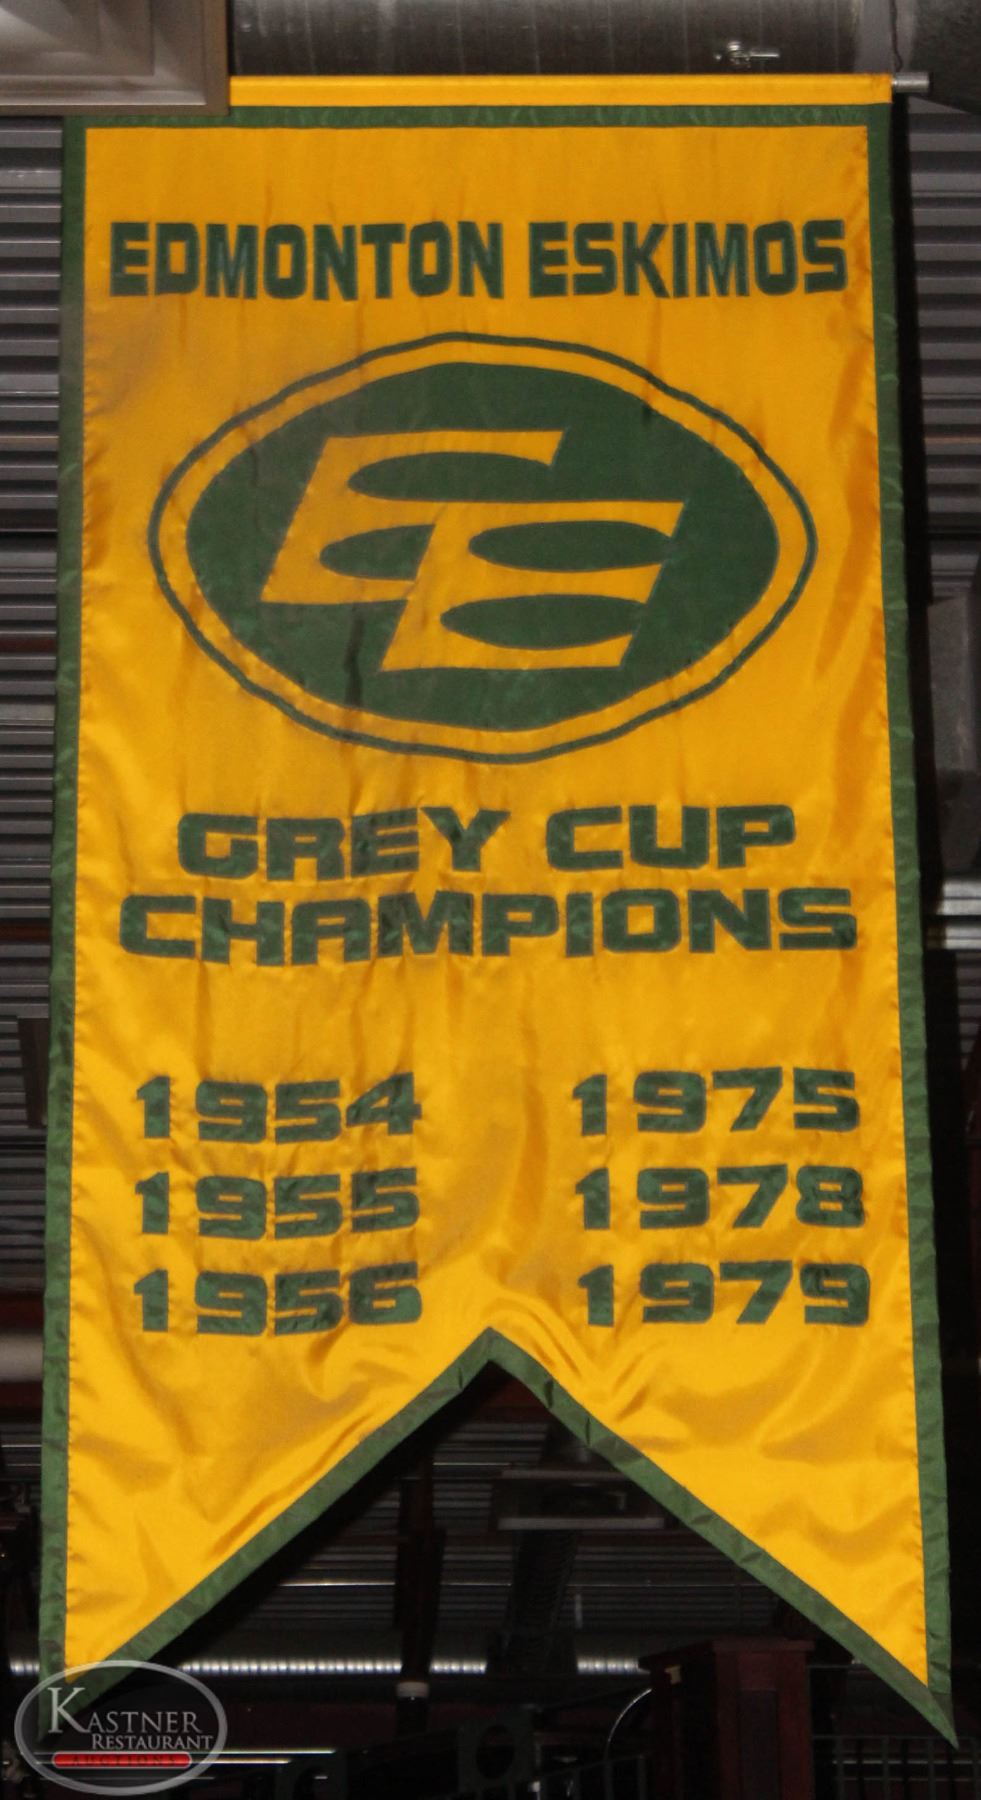 EDMONTON ESKIMOS
EE
GREY CUP
CHAMPIONS
1954 1975
1955 1978
1956 1979
KASTNER
RESTAURANT
AUCTIONS